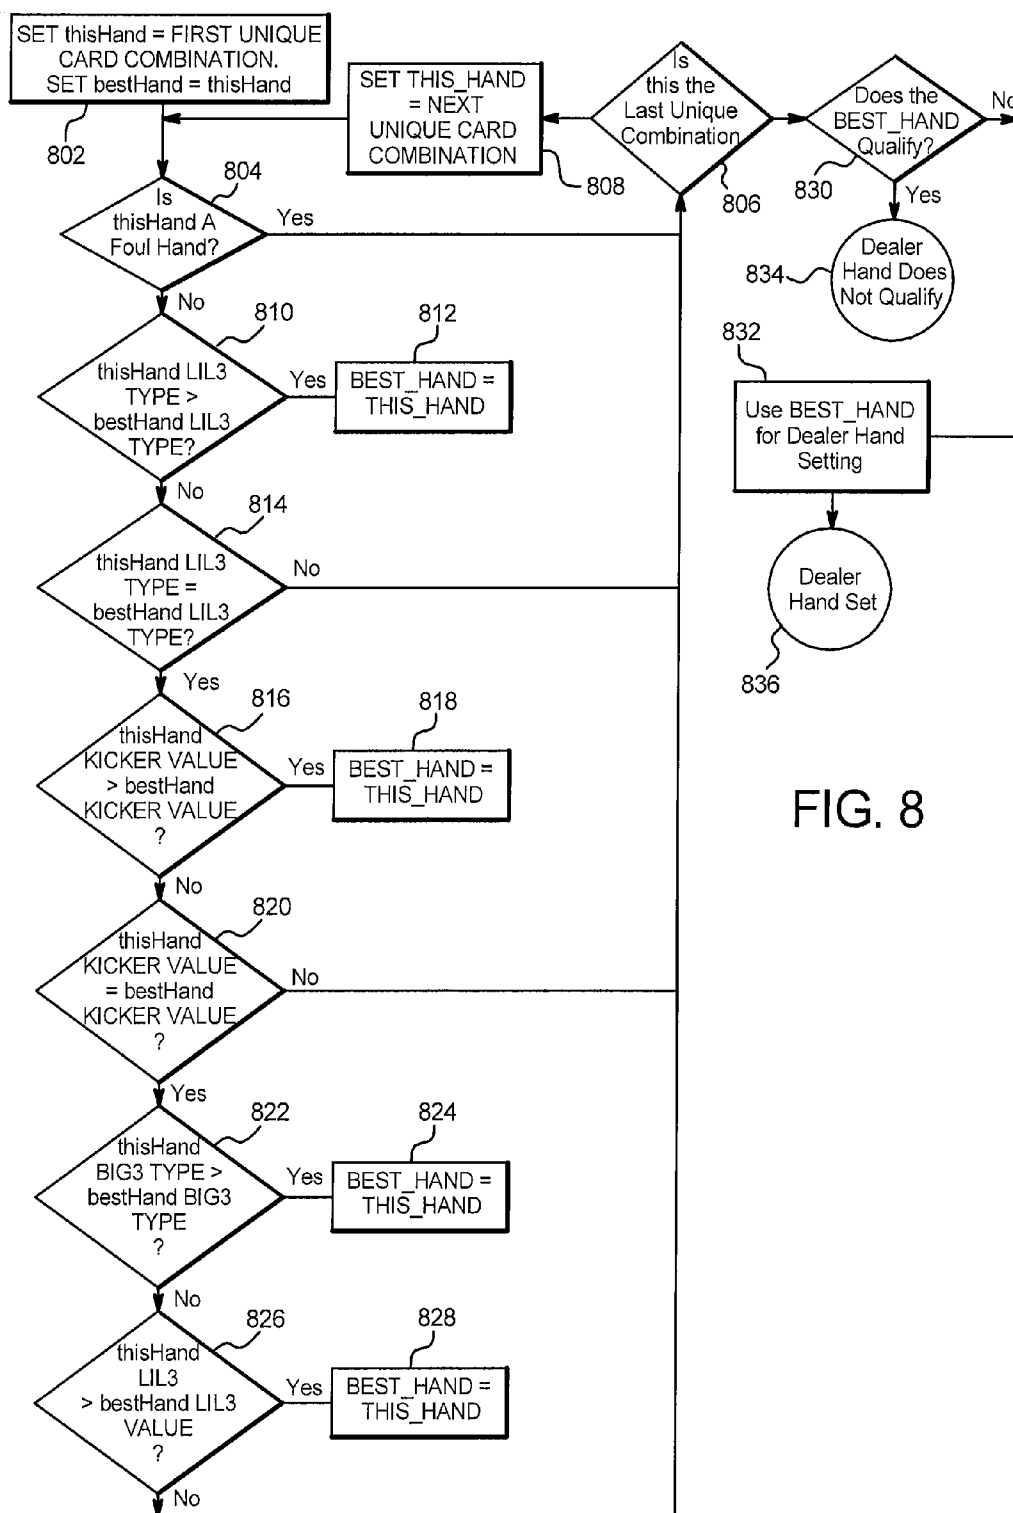 SET thisHand = FIRST UNIQUE
CARD COMBINATION.
SET bestHand = thisHand
802
SET THIS_HAND
= NEXT
UNIQUE CARD
COMBINATION
808
Is
this the
Last Unique
Combination
806
Does the
BEST_HAND
Qualify?
830
No
Yes
Dealer
Hand Does
Not Qualify
834
804
Is
thisHand A
Foul Hand?
Yes
No
810
thisHand LIL3
TYPE >
bestHand LIL3
TYPE?
Yes
812
BEST_HAND =
THIS_HAND
No
832
Use BEST_HAND
for Dealer Hand
Setting
Dealer
Hand Set
836
814
thisHand LIL3
TYPE =
bestHand LIL3
TYPE?
No
Yes
816
thisHand
KICKER VALUE
> bestHand
KICKER VALUE
?
Yes
818
BEST_HAND =
THIS_HAND
No
FIG. 8
820
thisHand
KICKER VALUE
= bestHand
KICKER VALUE
?
No
Yes
822
thisHand
BIG3 TYPE >
bestHand BIG3
TYPE
?
Yes
824
BEST_HAND =
THIS_HAND
No
826
thisHand
LIL3
> bestHand LIL3
VALUE
?
Yes
828
BEST_HAND =
THIS_HAND
No